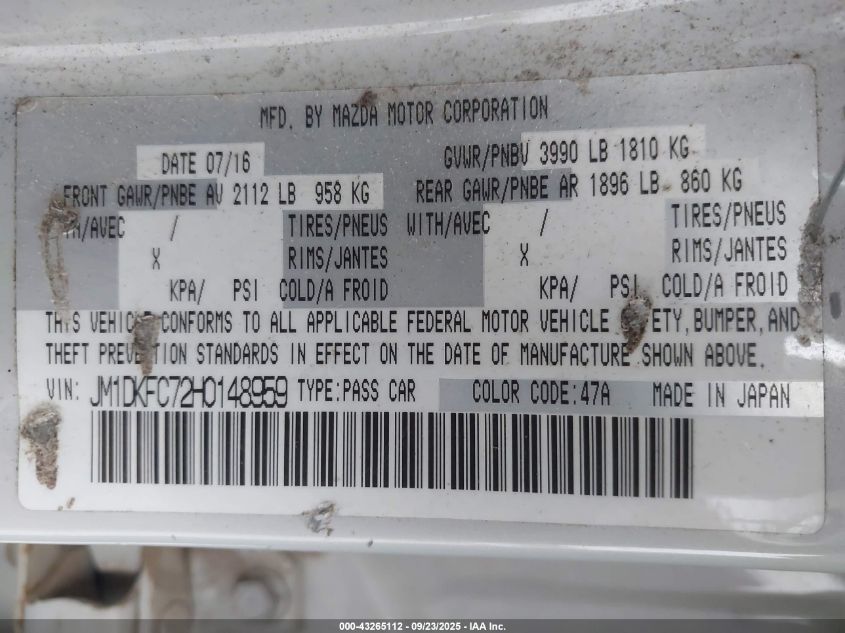 MFD. BY MAZDA MOTOR CORPORATION
DATE 07/16 GVWR/PNBV 3990 LB 1810 KG
FRONT GAWR/PNBE AV 2112 LB 958 KG REAR GAWR/PNBE AR 1896 LB 860 KG
/AVEC / TIRES/PNEUS WITH/AVEC / TIRES/PNEUS
X RIMS/JANTES X RIMS/JANTES
KPA/ PSI COLD/A FROID KPA/ PSI COLD/A FROID
THIS VEHICLE CONFORMS TO ALL APPLICABLE FEDERAL MOTOR VEHICLE ETY, BUMPER, AND
THEFT PREVENTION STANDARDS IN EFFECT ON THE DATE OF MANUFACTURE SHOWN ABOVE.
VIN: JM1DKFC72H0148959 TYPE:PASS CAR COLOR CODE:47A MADE IN JAPAN
000-43265112 - 09/23/2025 - IAA Inc.